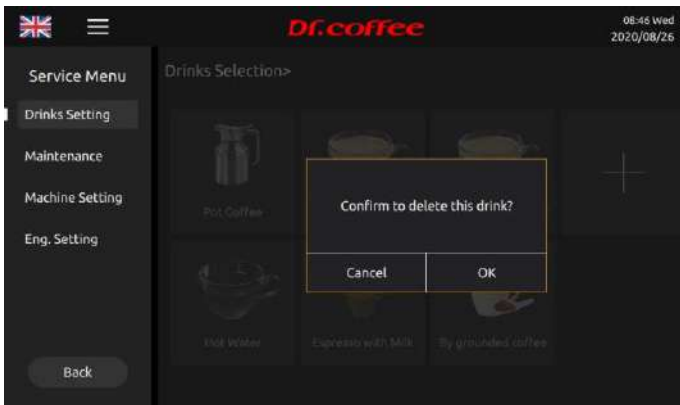 Dr.coffee
08:46 Wed
2020/08/26
Service Menu
Drinks Selection>
Drinks Setting
Maintenance
Machine Setting
Eng. Setting
Back
Pot Coffee
Confirm to delete this drink?
Cancel
OK
Hot Water
Espresso with Milk
By grounded coffee